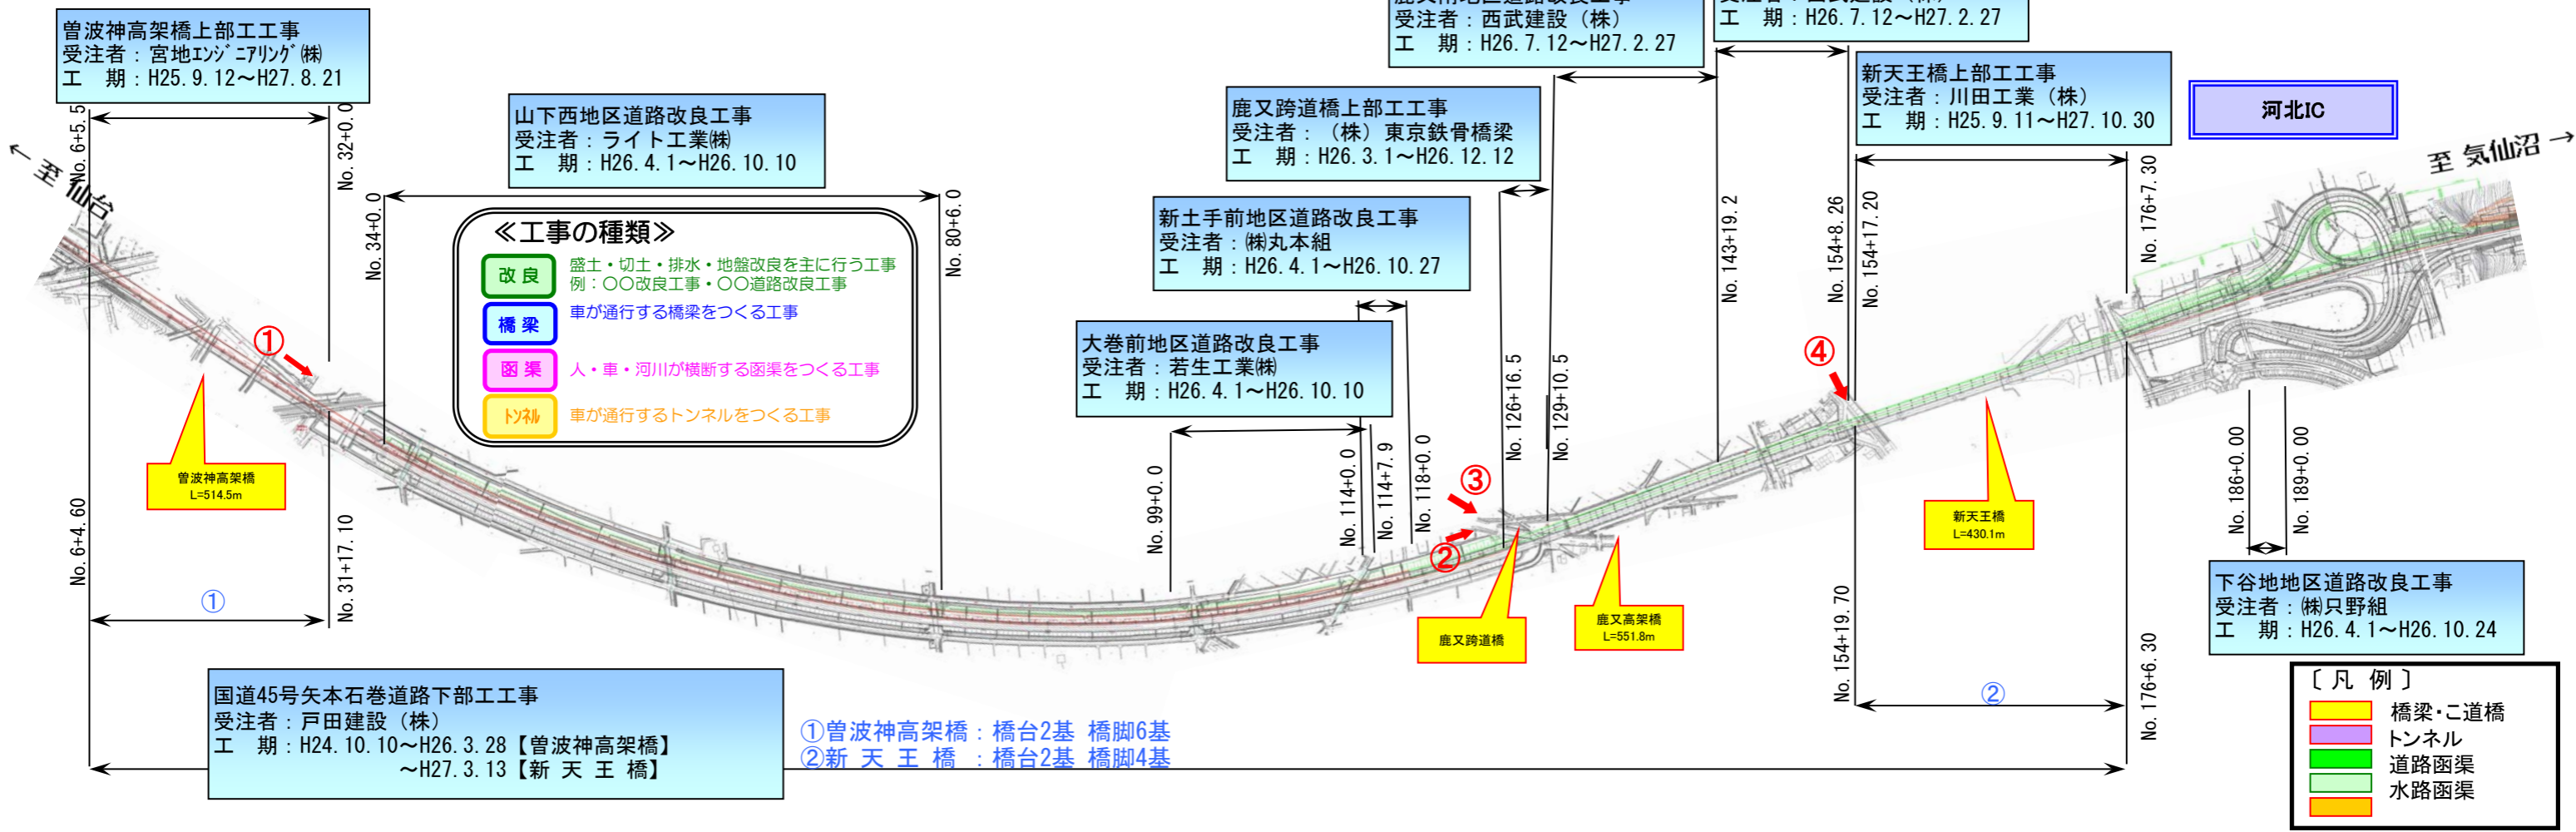 曽波神高架橋上部工工事
受注者：宮地ｴﾝｼﾞﾆｱﾘﾝｸﾞ㈱
工　期：H25.9.12～H27.8.21
受注者：西武建設（株）
工　期：H26.7.12～H27.2.27
工　期：H26.7.12～H27.2.27
山下西地区道路改良工事
受注者：ライト工業㈱
工　期：H26.4.1～H26.10.10
鹿又跨道橋上部工工事
受注者：（株）東京鉄骨橋梁
工　期：H26.3.1～H26.12.12
新天王橋上部工工事
受注者：川田工業（株）
工　期：H25.9.11～H27.10.30
河北IC
← 至 仙台
至 気仙沼 →
新土手前地区道路改良工事
受注者：㈱丸本組
工　期：H26.4.1～H26.10.27
大巻前地区道路改良工事
受注者：若生工業㈱
工　期：H26.4.1～H26.10.10
≪工事の種類≫
改 良
盛土・切土・排水・地盤改良を主に行う工事
例：〇〇改良工事・〇〇道路改良工事
橋 梁
車が通行する橋梁をつくる工事
函 渠
人・車・河川が横断する函渠をつくる工事
ﾄﾝﾈﾙ
車が通行するトンネルをつくる工事
No.6+5.5
No.32+0.0
No.34+0.0
No.80+6.0
No.99+0.0
No.114+0.0
No.114+7.9
No.118+0.0
No.126+16.5
No.129+10.5
No.143+19.2
No.154+8.26
No.154+17.20
No.176+7.30
No.186+0.00
No.189+0.00
①
②
③
④
曽波神高架橋
L=514.5m
鹿又跨道橋
鹿又高架橋
L=551.8m
新天王橋
L=430.1m
No.6+4.60
No.31+17.10
①
No.154+19.70
No.176+6.30
②
下谷地地区道路改良工事
受注者：㈱只野組
工　期：H26.4.1～H26.10.24
国道45号矢本石巻道路下部工工事
受注者：戸田建設（株）
工　期：H24.10.10～H26.3.28【曽波神高架橋】
～H27.3.13【新 天 王 橋】
①曽波神高架橋：橋台2基 橋脚6基
②新 天 王 橋 ：橋台2基 橋脚4基
〔 凡 例 〕
橋梁・こ道橋
トンネル
道路函渠
水路函渠